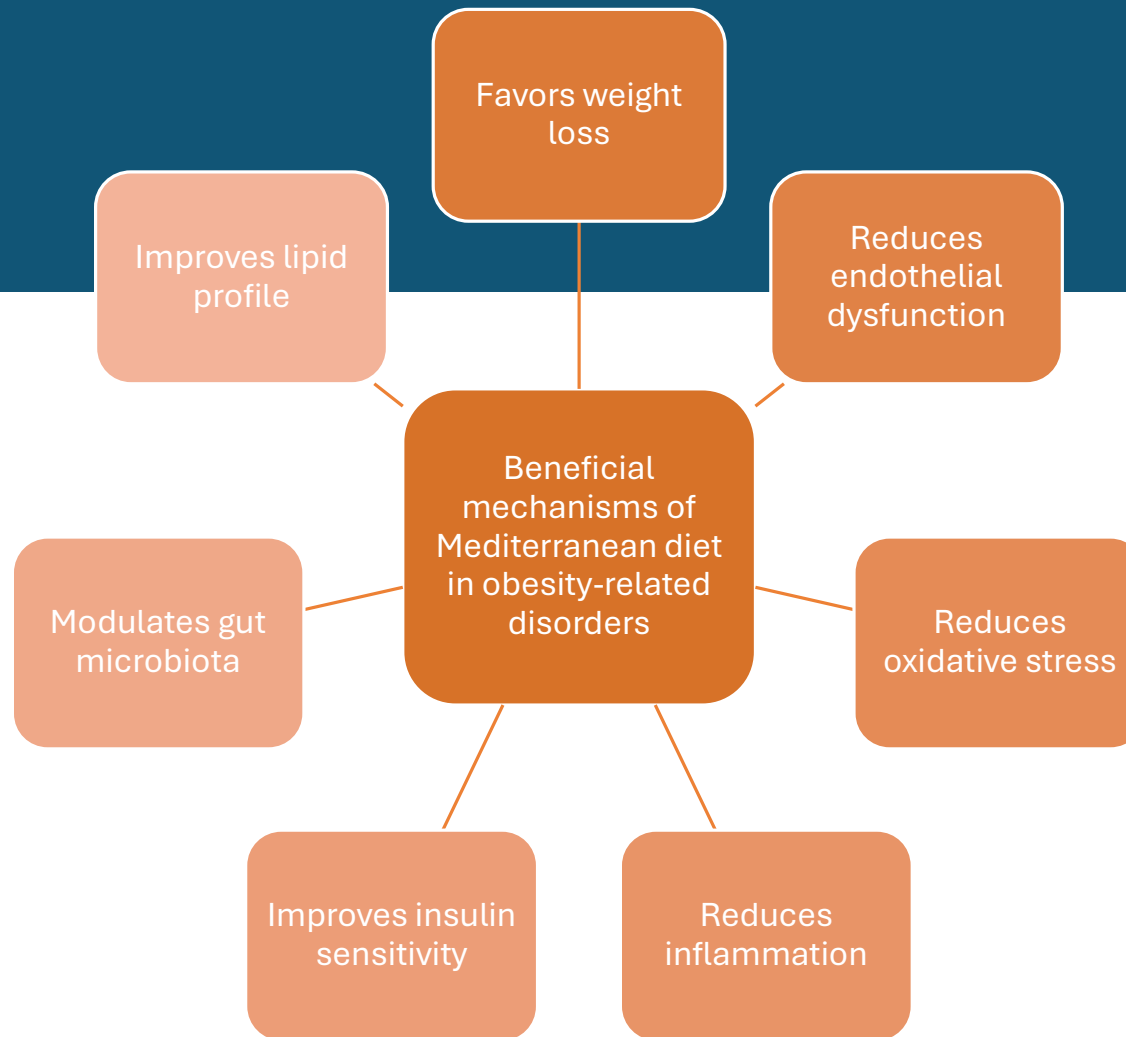 Favors weight
loss
Reduces
endothelial
dysfunction
Reduces
oxidative stress
Reduces
inflammation
Improves insulin
sensitivity
Modulates gut
microbiota
Improves lipid
profile
Beneficial
mechanisms of
Mediterranean diet
in obesity-related
disorders